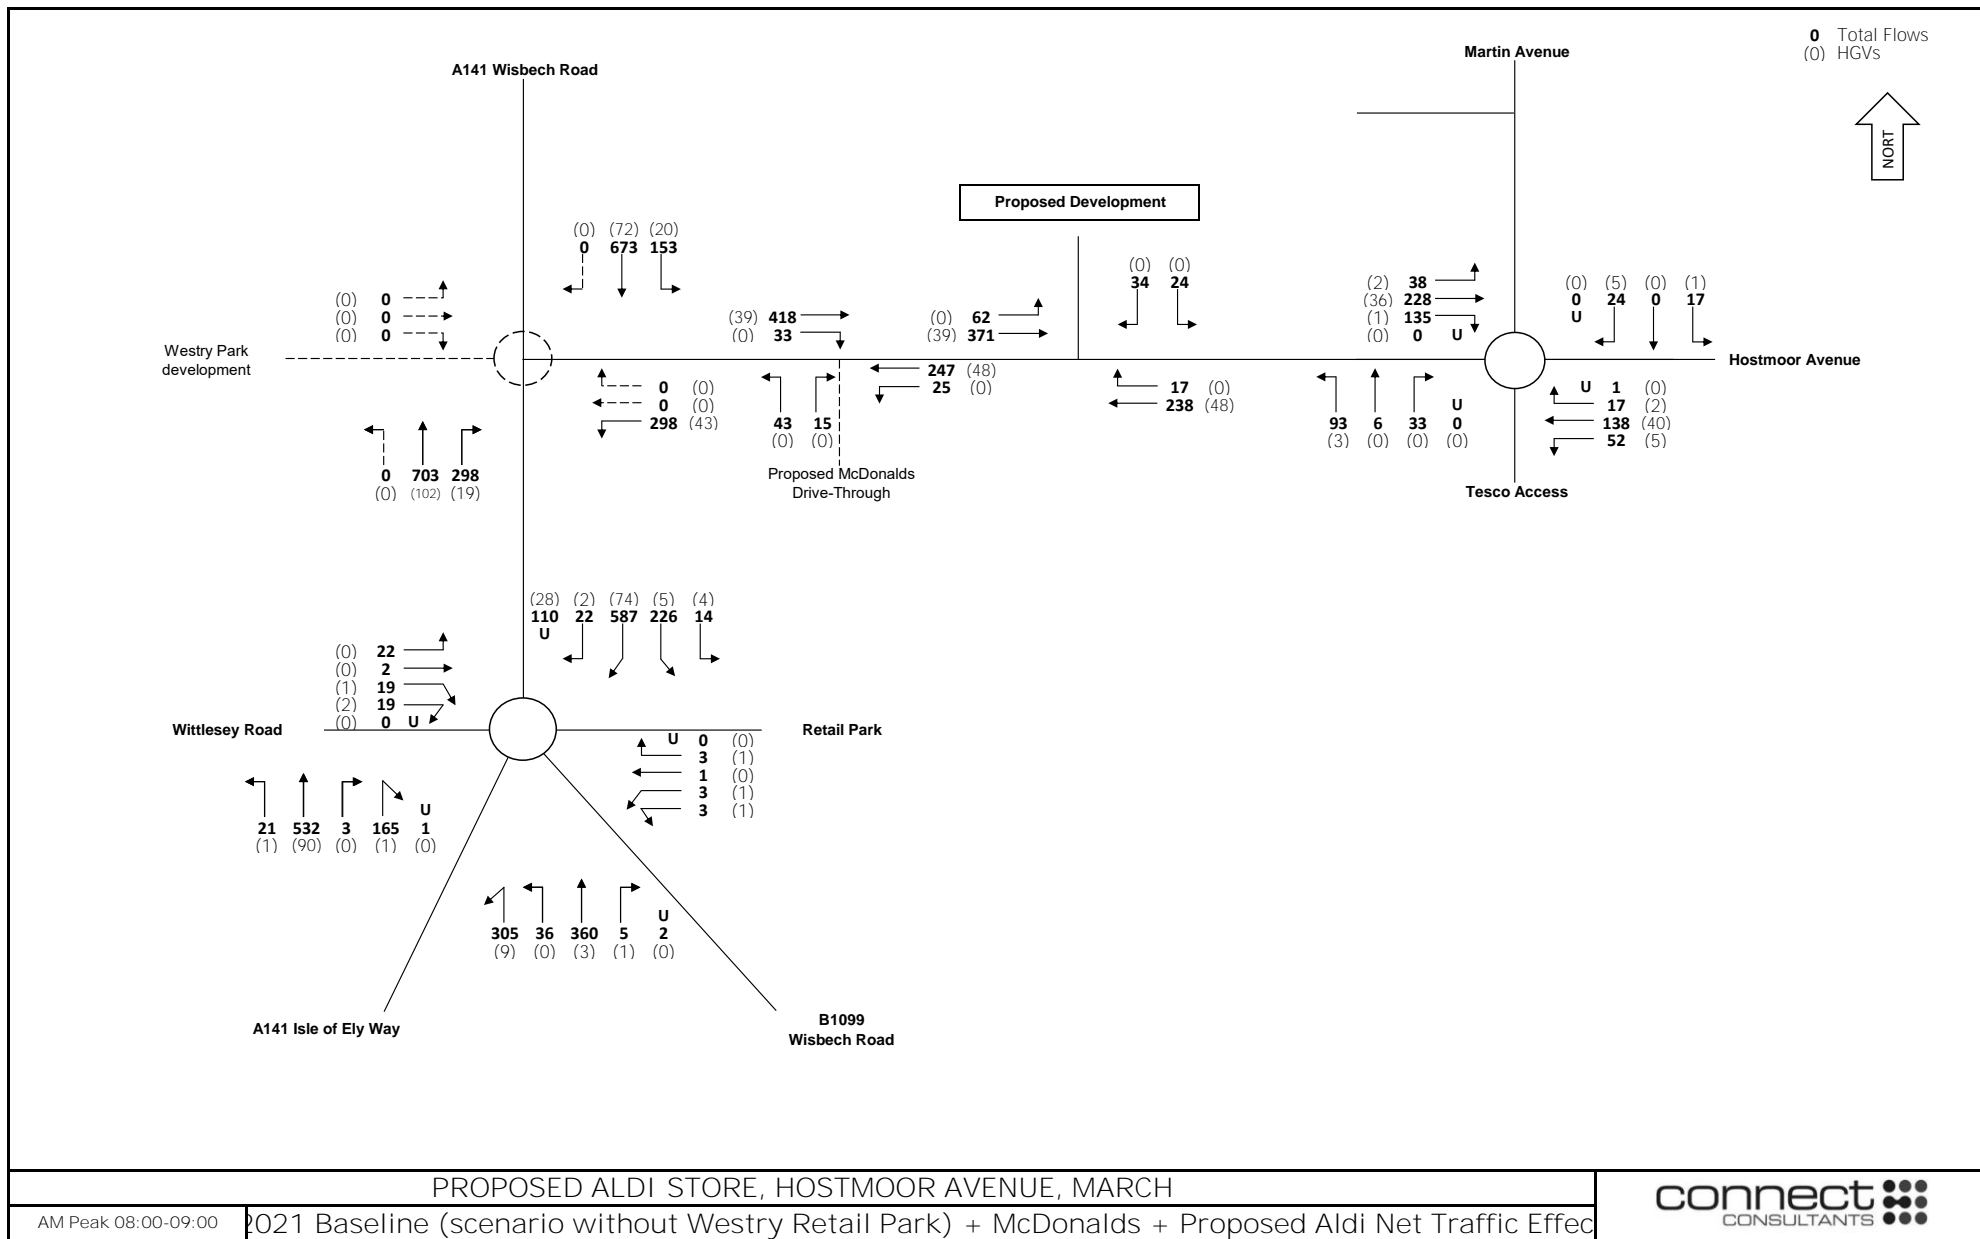 0 Total Flows
(0) HGVs
NORT
A141 Wisbech Road
Martin Avenue
Proposed Development
(0) (72) (20)
0 673 153
(0) 0
(0) 0
(0) 0
Westry Park
development
(39) 418
(0) 33
(0) 62
(39) 371
(0) (0)
34 24
(2) 38
(36) 228
(1) 135
(0) 0 U
(0) (5) (0) (1)
0 24 0 17
U
Hostmoor Avenue
0 (0)
0 (0)
298 (43)
43 15
(0) (0)
247 (48)
25 (0)
17 (0)
238 (48)
U
93 6 33 0
(3) (0) (0) (0)
U 1 (0)
17 (2)
138 (40)
52 (5)
0 703 298
(0) (102) (19)
Proposed McDonalds
Drive-Through
Tesco Access
(28) (2) (74) (5) (4)
110 22 587 226 14
U
(0) 22
(0) 2
(1) 19
(2) 19
(0) 0 U
Wittlesey Road
Retail Park
U 0 (0)
3 (1)
1 (0)
3 (1)
3 (1)
U
21 532 3 165 1
(1) (90) (0) (1) (0)
U
305 36 360 5 2
(9) (0) (3) (1) (0)
A141 Isle of Ely Way
B1099
Wisbech Road
PROPOSED ALDI STORE, HOSTMOOR AVENUE, MARCH
AM Peak 08:00-09:00
2021 Baseline (scenario without Westry Retail Park) + McDonalds + Proposed Aldi Net Traffic Effec
connect
CONSULTANTS